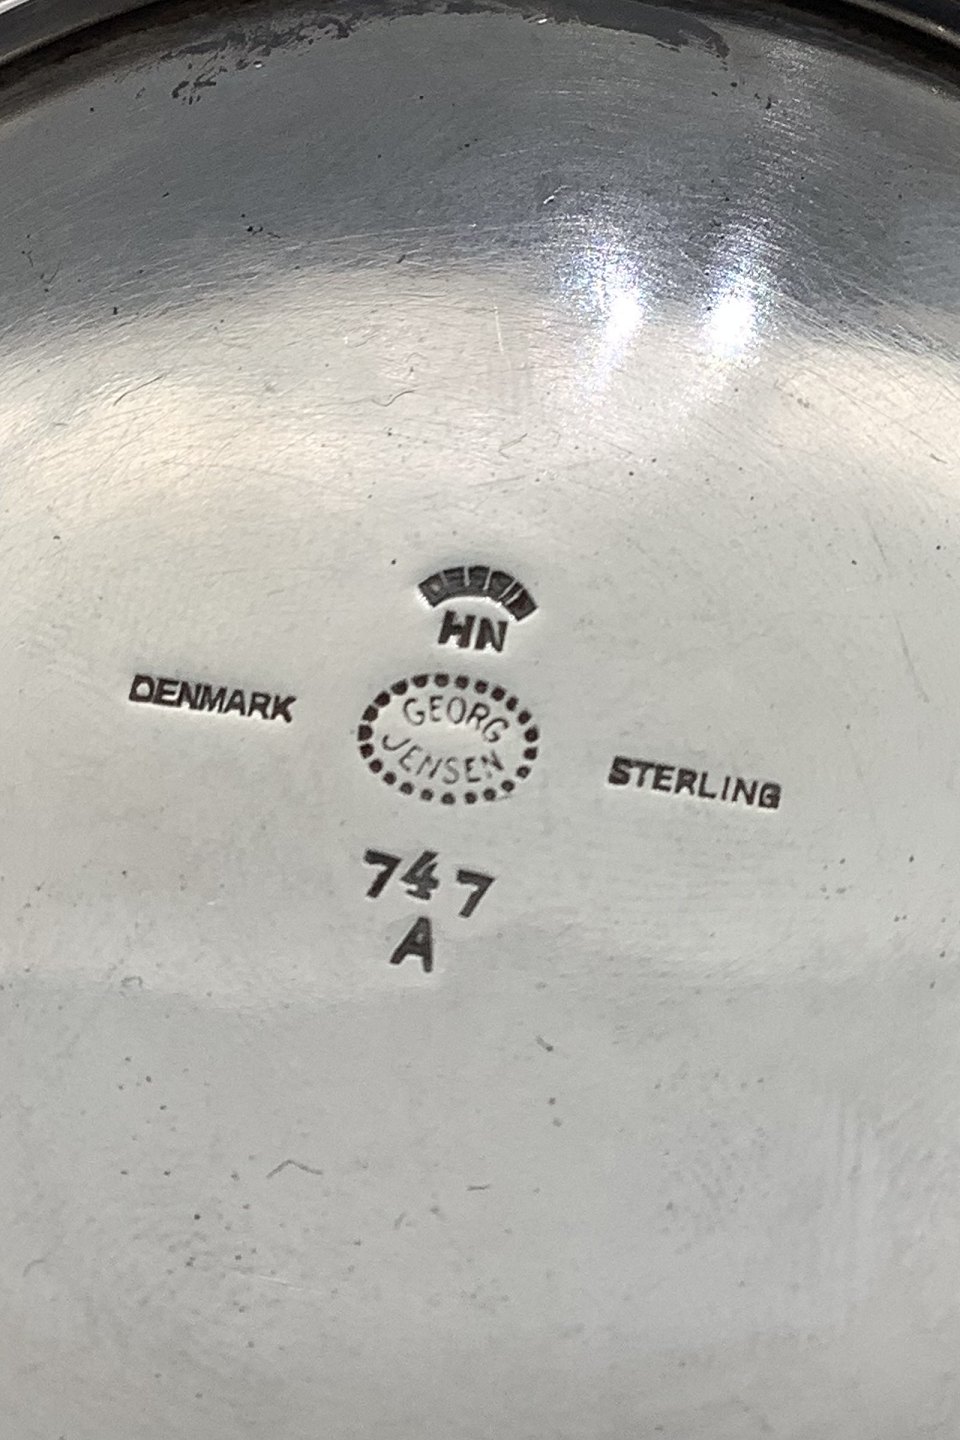 DESSIN
HN
DENMARK
GEORG
JENSEN
STERLING
747
A